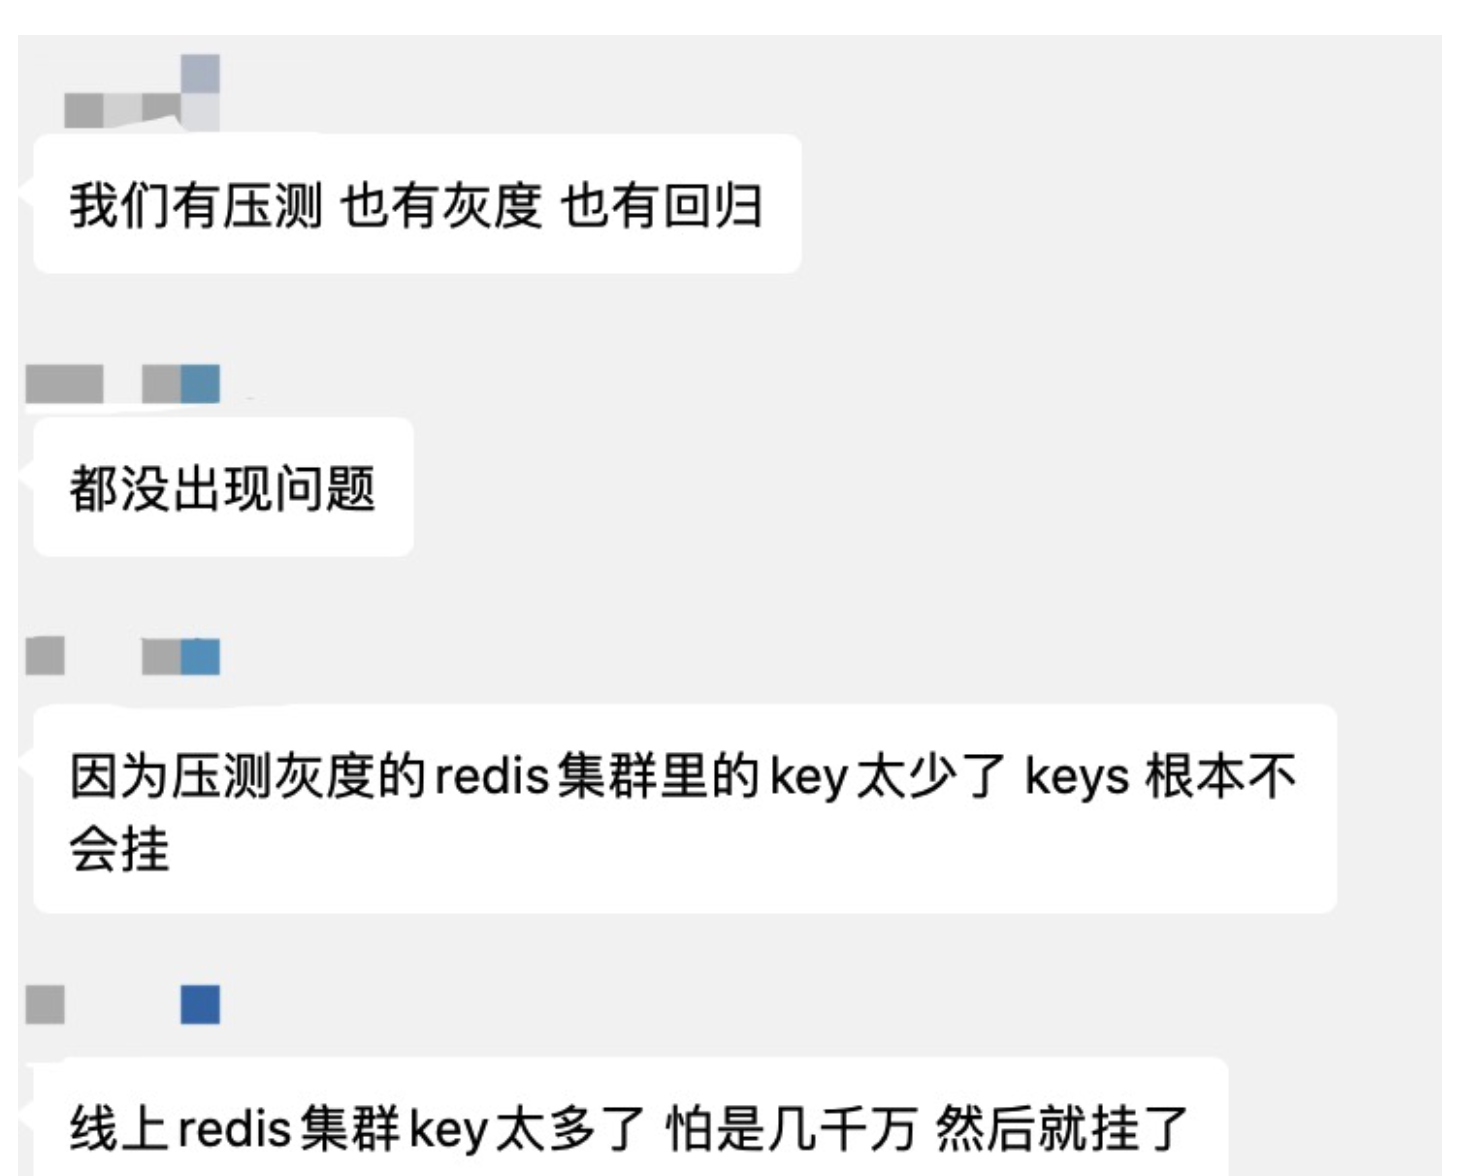 我们有压测 也有灰度 也有回归
都没出现问题
因为压测灰度的redis集群里的key太少了 keys 根本不
会挂
线上redis集群key太多了 怕是几千万 然后就挂了